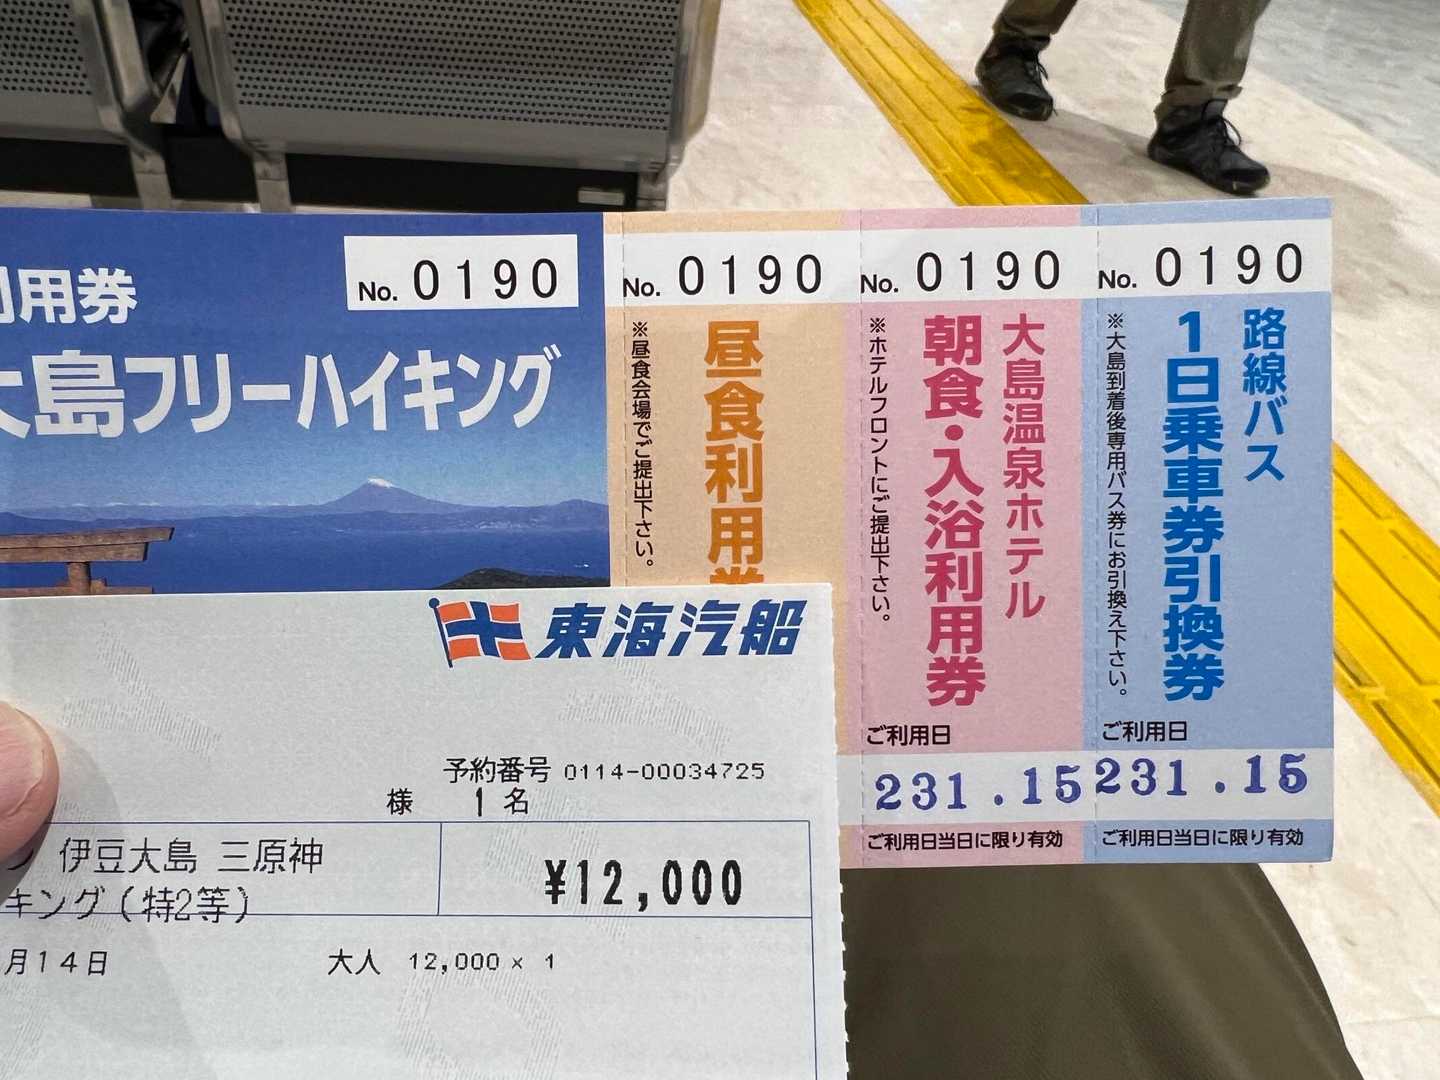 利用券
大島フリーハイキング
No. 0190
No. 0190
※昼食会場でご提出下さい。
昼食利用券
No. 0190
大島温泉ホテル
朝食・入浴利用券
※ホテルフロントにご提出下さい。
ご利用日
231.15
ご利用日当日に限り有効
No. 0190
路線バス
1日乗車券引換券
※大島到着後専用バス券にお引換え下さい。
ご利用日
231.15
ご利用日当日に限り有効
東海汽船
予約番号 0114-00034725
様 1 名
伊豆大島 三原神
キング(特2等)
¥12,000
月14日
大人 12,000 × 1